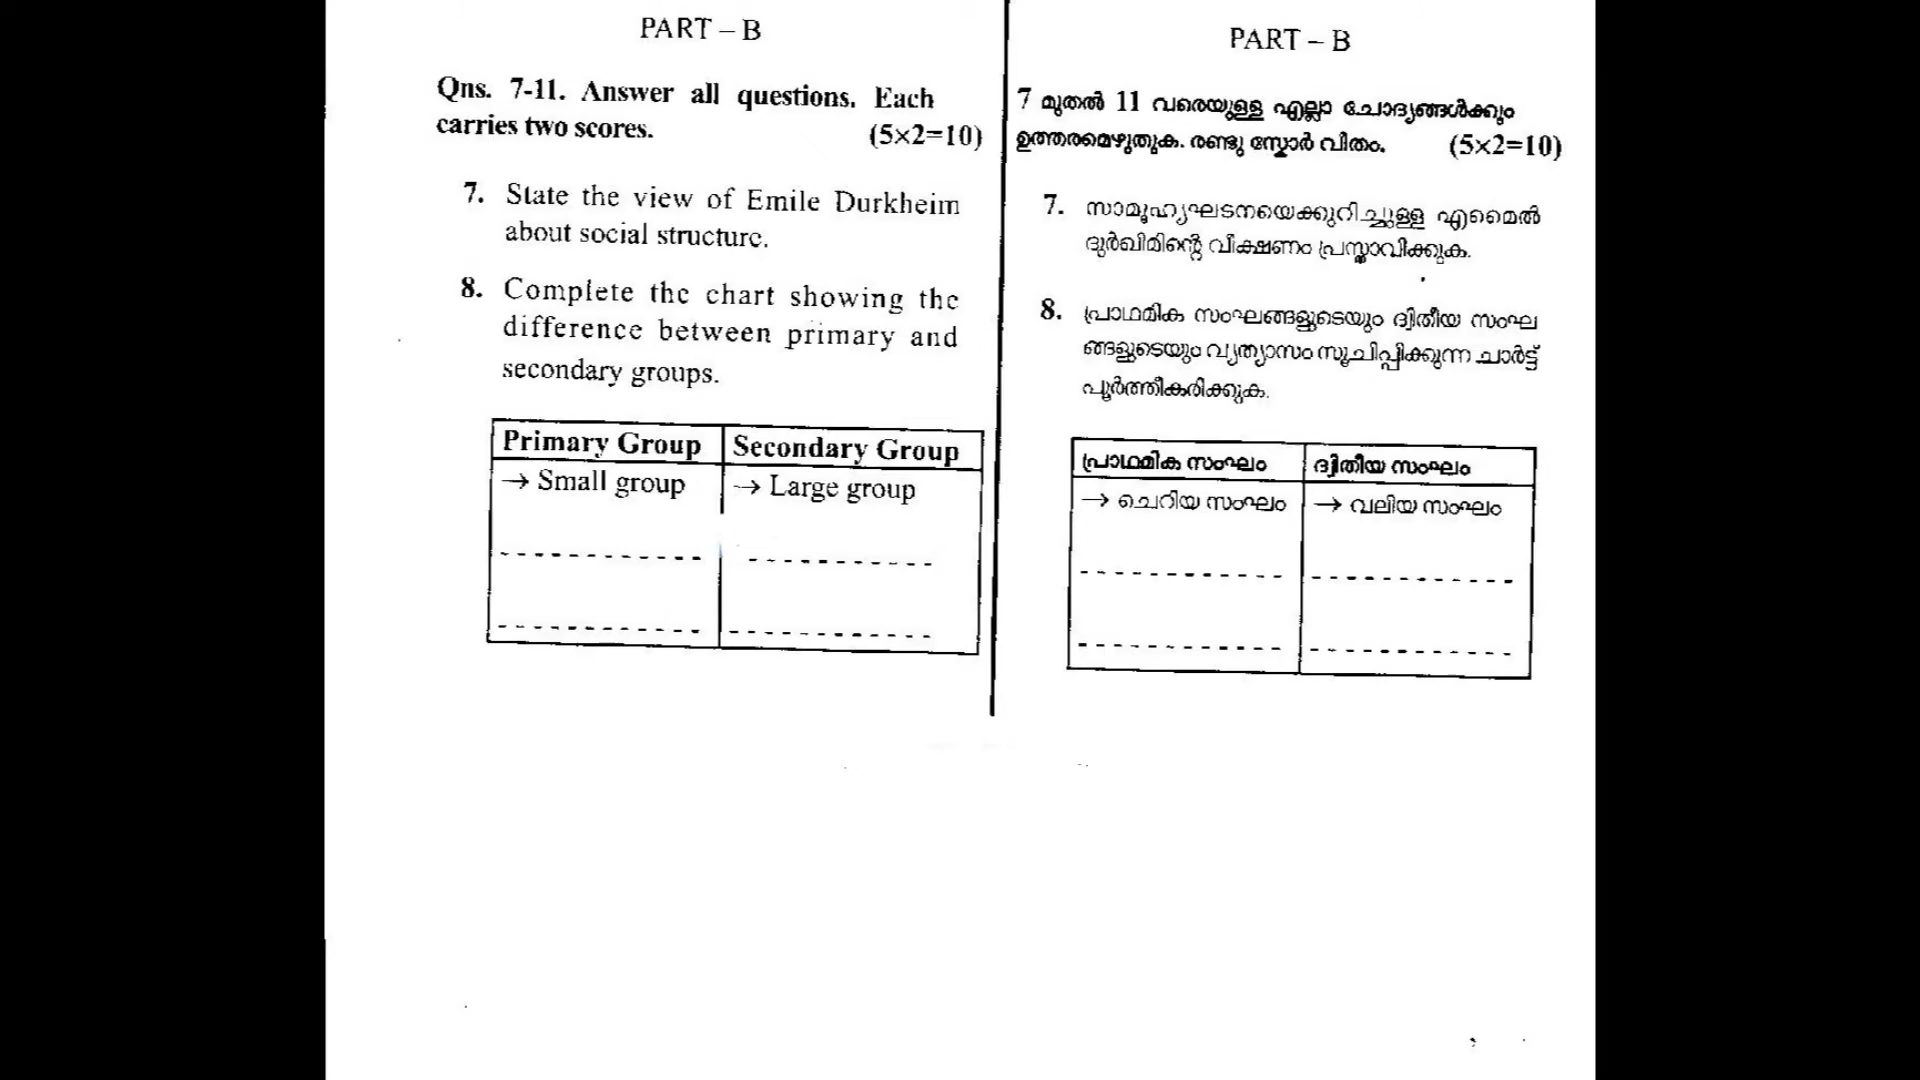 PART – B
Qns. 7-11. Answer all questions. Each
carries two scores. (5×2=10)
7. State the view of Emile Durkheim
about social structure.
8. Complete the chart showing the
difference between primary and
secondary groups.
Primary Group Secondary Group
→ Small group → Large group
PART – B
7 മുതൽ 11 വരെയുള്ള എല്ലാ ചോദ്യങ്ങൾക്കും
ഉത്തരമെഴുതുക. രണ്ടു സ്കോർ വീതം. (5×2=10)
7. സാമൂഹ്യഘടനയെക്കുറിച്ചുള്ള എമൈൽ
ദുർഖിമിന്റെ വീക്ഷണം പ്രസ്താവിക്കുക.
8. പ്രാഥമിക സംഘങ്ങളുടെയും ദ്വിതീയ സംഘ
ങ്ങളുടെയും വ്യത്യാസം സൂചിപ്പിക്കുന്ന ചാർട്ട്
പൂർത്തീകരിക്കുക.
പ്രാഥമിക സംഘം ദ്വിതീയ സംഘം
→ ചെറിയ സംഘം → വലിയ സംഘം